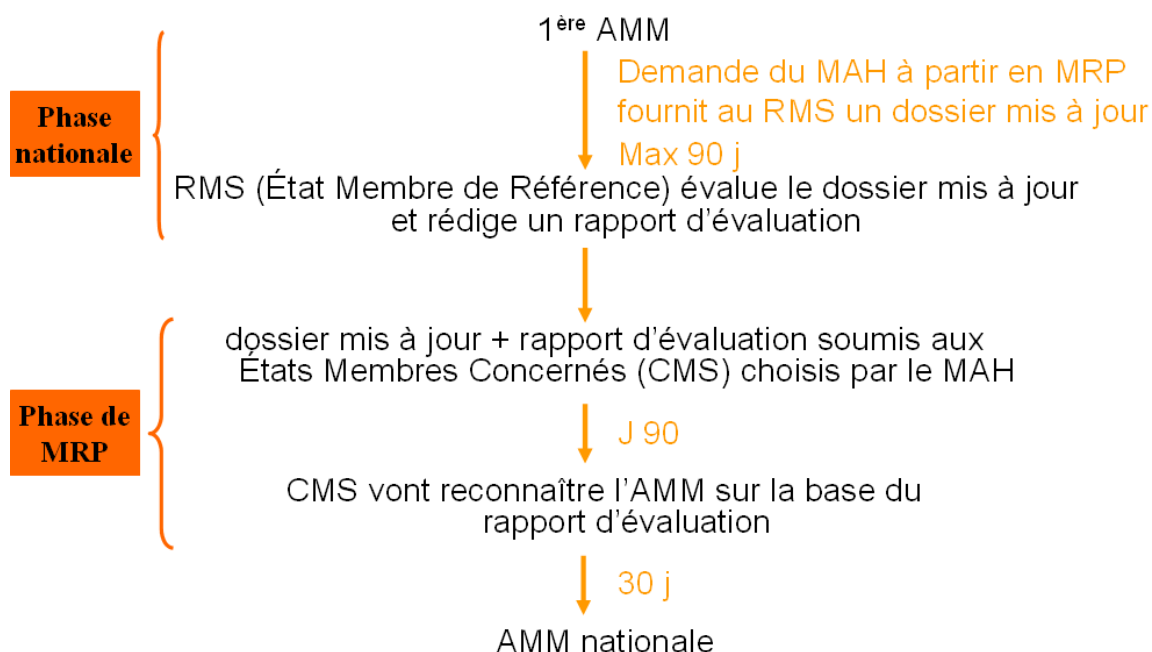 1ère AMM
Demande du MAH à partir en MRP
fournit au RMS un dossier mis à jour
Max 90 j
Phase
nationale
RMS (État Membre de Référence) évalue le dossier mis à jour
et rédige un rapport d'évaluation
dossier mis à jour + rapport d'évaluation soumis aux
États Membres Concernés (CMS) choisis par le MAH
Phase de
MRP
J 90
CMS vont reconnaître l'AMM sur la base du
rapport d'évaluation
30 j
AMM nationale